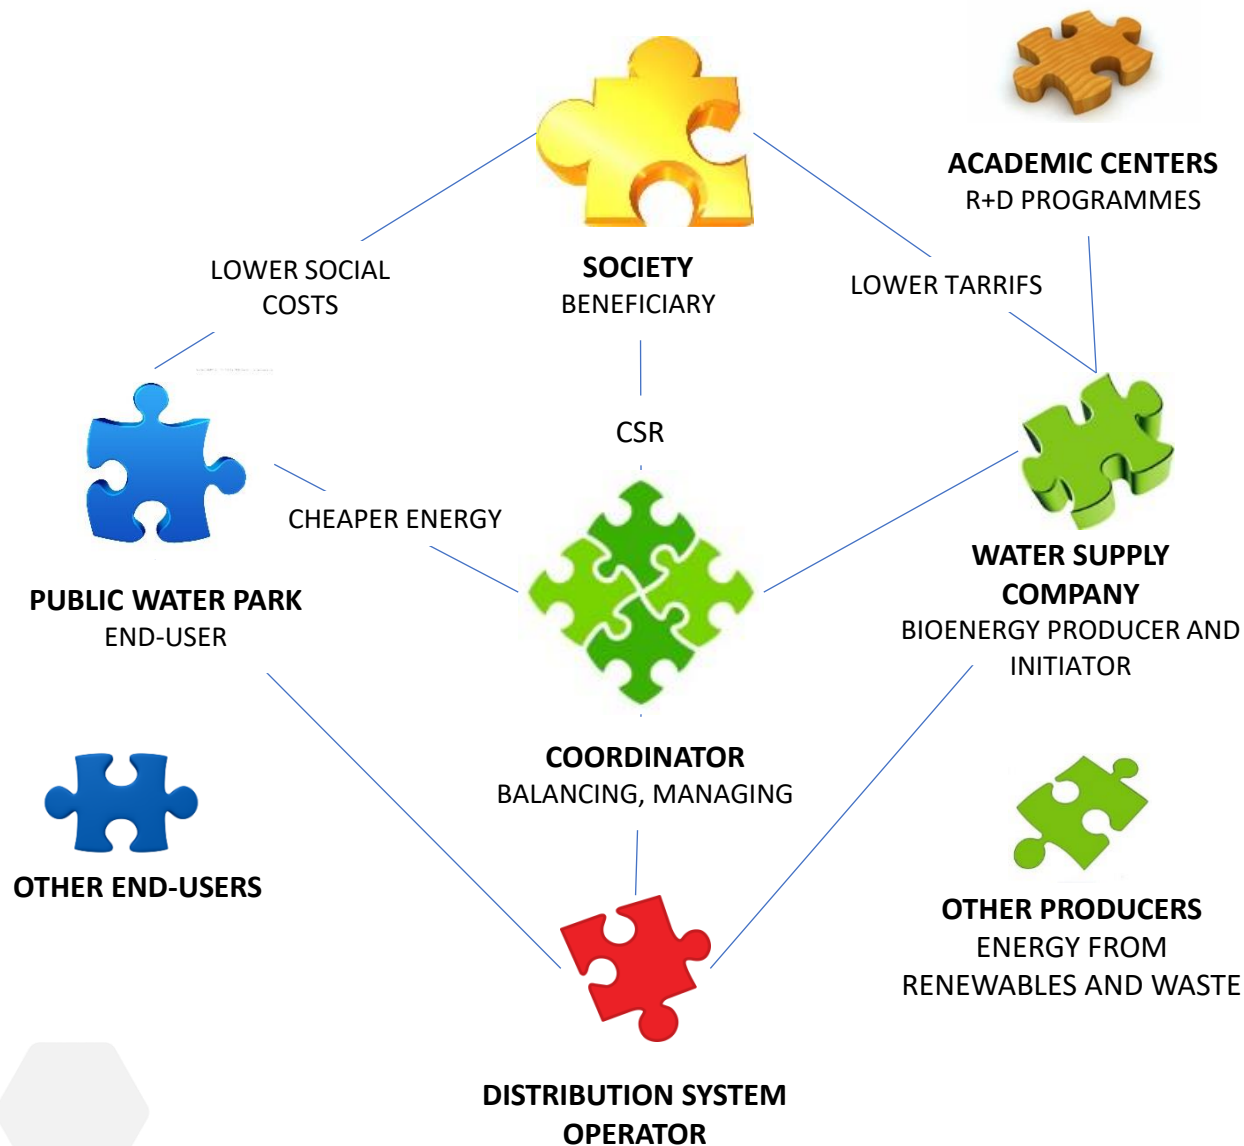 ACADEMIC CENTERS
R+D PROGRAMMES
LOWER SOCIAL
COSTS
SOCIETY
BENEFICIARY
LOWER TARRIFS
CSR
CHEAPER ENERGY
PUBLIC WATER PARK
END-USER
WATER SUPPLY
COMPANY
BIOENERGY PRODUCER AND
INITIATOR
COORDINATOR
BALANCING, MANAGING
OTHER END-USERS
OTHER PRODUCERS
ENERGY FROM
RENEWABLES AND WASTE
DISTRIBUTION SYSTEM
OPERATOR